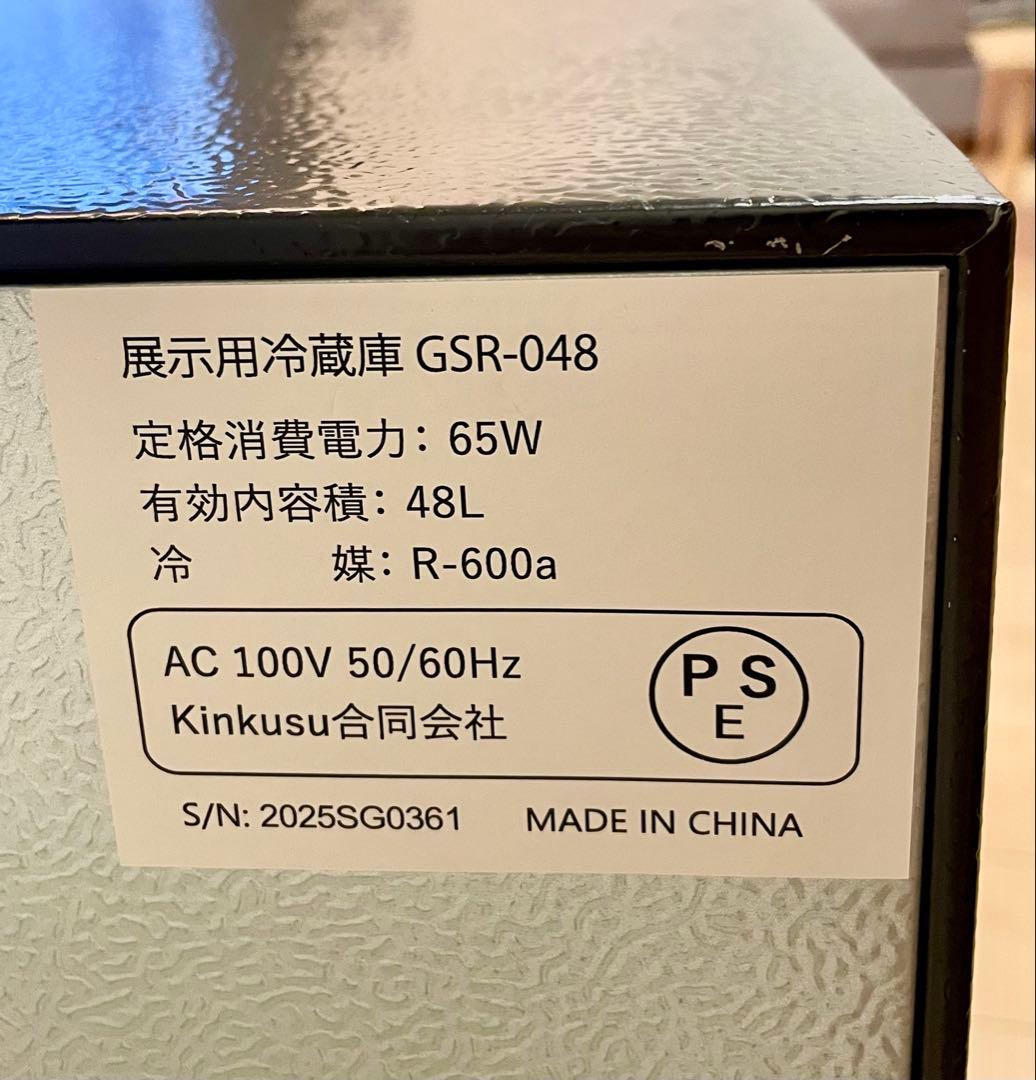 展示用冷蔵庫 GSR-048
定格消費電力: 65W
有効内容積: 48L
冷 媒: R-600a
AC 100V 50/60Hz
Kinkusu合同会社
PS
E
S/N: 2025SG0361 MADE IN CHINA